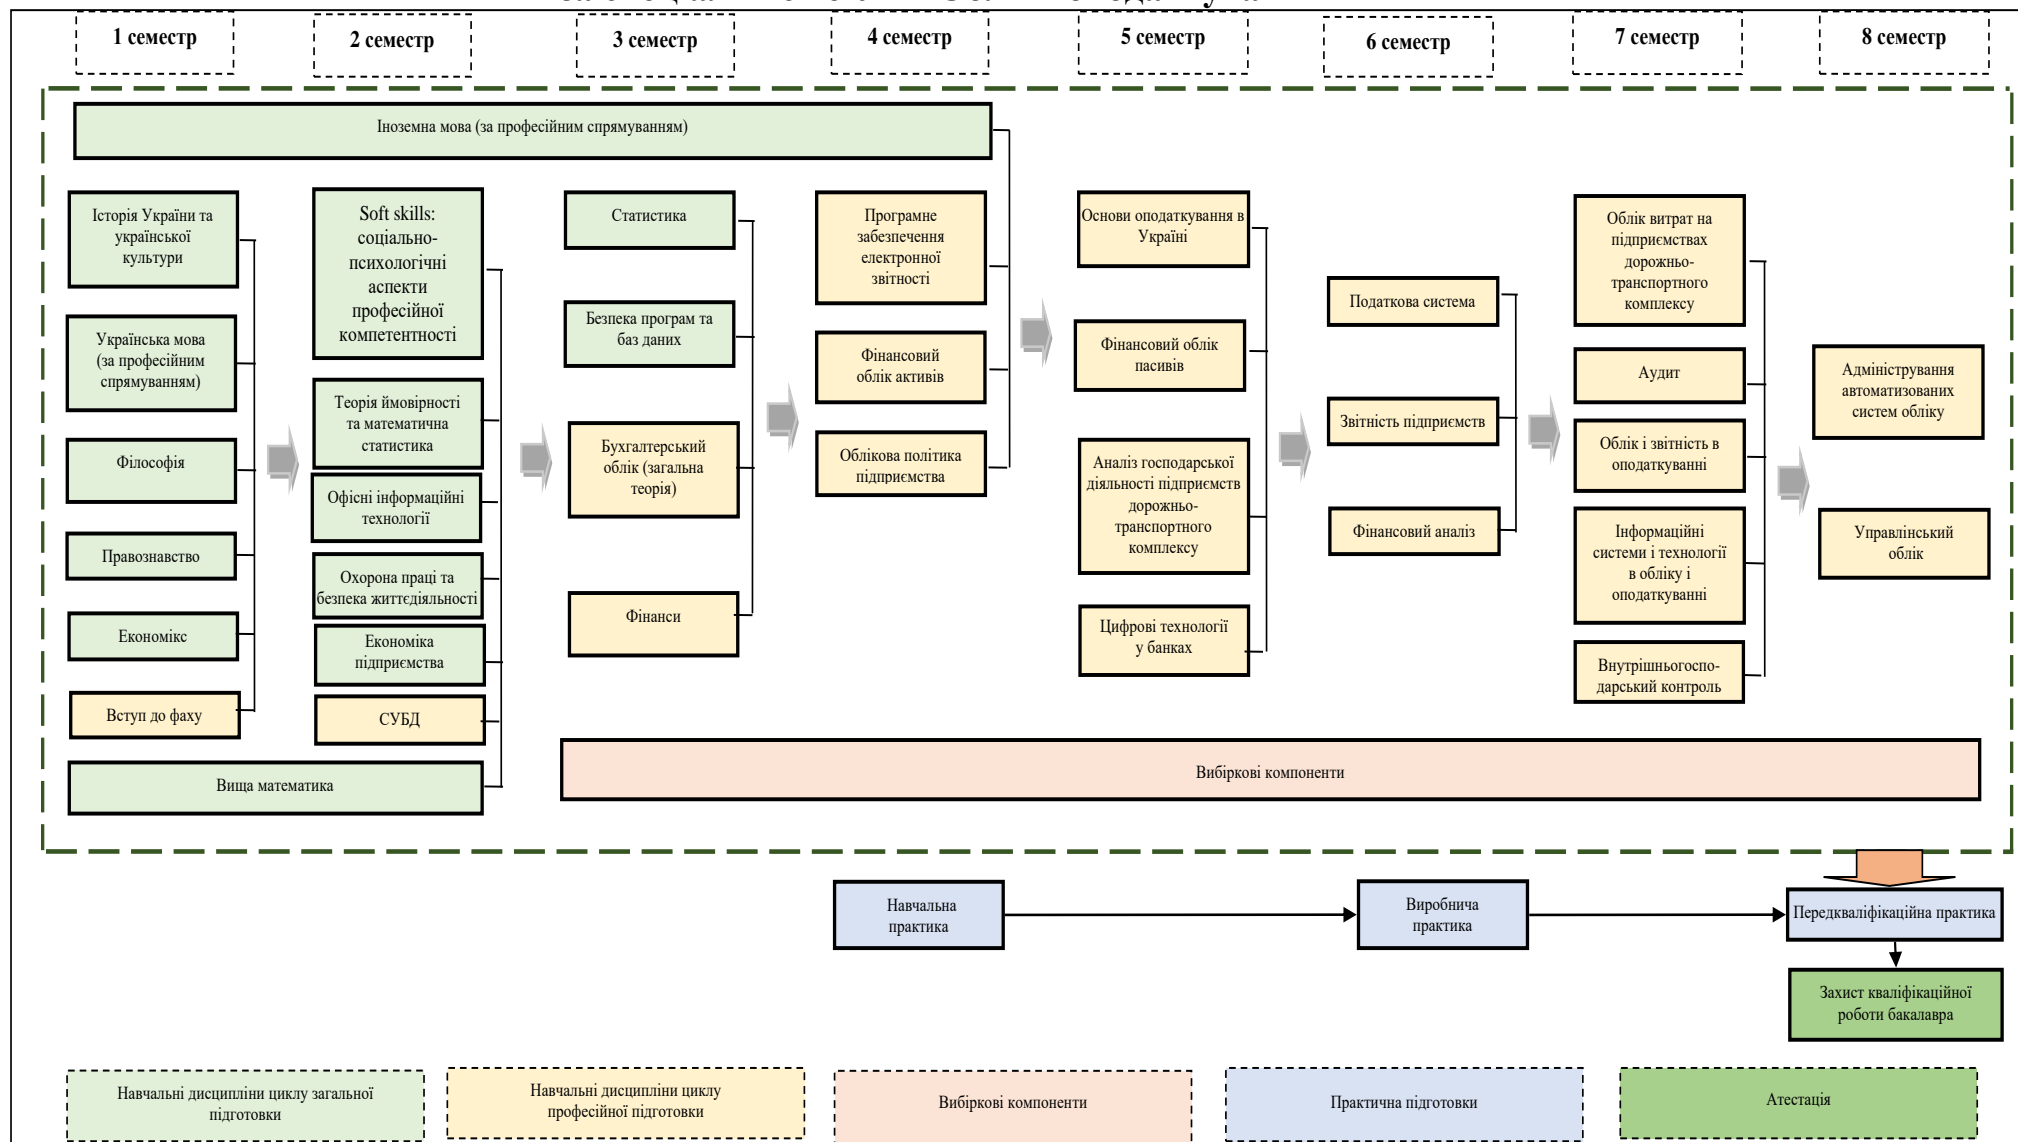 1 семестр
2 семестр
3 семестр
4 семестр
5 семестр
6 семестр
7 семестр
8 семестр
Іноземна мова (за професійним спрямуванням)
Історія України та
української
культури
Українська мова
(за професійним
спрямуванням)
Філософія
Правознавство
Економікс
Вступ до фаху
Вища математика
Soft skills:
соціально-
психологічні
аспекти
професійної
компетентності
Теорія ймовірності
та математична
статистика
Офісні інформаційні
технології
Охорона праці та
безпека життєдіяльності
Економіка
підприємства
СУБД
Статистика
Безпека програм та
баз даних
Бухгалтерський
облік (загальна
теорія)
Фінанси
Програмне
забезпечення
електронної
звітності
Фінансовий
облік активів
Облікова політика
підприємства
Основи оподаткування в
Україні
Фінансовий облік
пасивів
Аналіз господарської
діяльності підприємств
дорожньо-
транспортного
комплексу
Цифрові технології
у банках
Податкова система
Звітність підприємств
Фінансовий аналіз
Облік витрат на
підприємствах
дорожньо-
транспортного
комплексу
Аудит
Облік і звітність в
оподаткуванні
Інформаційні
системи і технології
в обліку і
оподаткуванні
Внутрішньогоспо-
дарський контроль
Адміністрування
автоматизованих
систем обліку
Управлінський
облік
Вибіркові компоненти
Навчальна
практика
Виробнича
практика
Передкваліфікаційна практика
Захист кваліфікаційної
роботи бакалавра
Навчальні дисципліни циклу загальної
підготовки
Навчальні дисципліни циклу
професійної підготовки
Вибіркові компоненти
Практична підготовки
Атестація